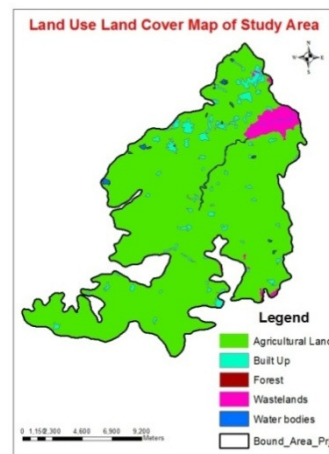 Land Use Land Cover Map of Study Area
N
W
E
S
Legend
Agricultural Land
Built Up
Forest
Wastelands
Water bodies
Bound_Area_Prj
0 1,150 2,300 4,600 6,900 9,200
Meters